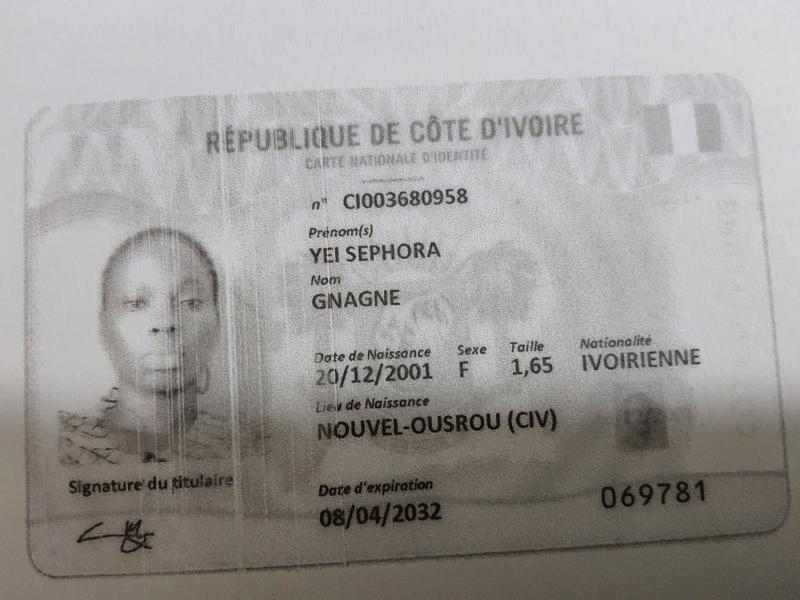 RÉPUBLIQUE DE CÔTE D'IVOIRE
CARTE NATIONALE D'IDENTITÉ
n° CI003680958
Prénom(s)
YEI SEPHORA
Nom
GNAGNE
Date de Naissance Sexe Taille Nationalité
20/12/2001 F 1,65 IVOIRIENNE
Lieu de Naissance
NOUVEL-OUSROU (CIV)
Signature du titulaire
Date d'expiration
08/04/2032
069781